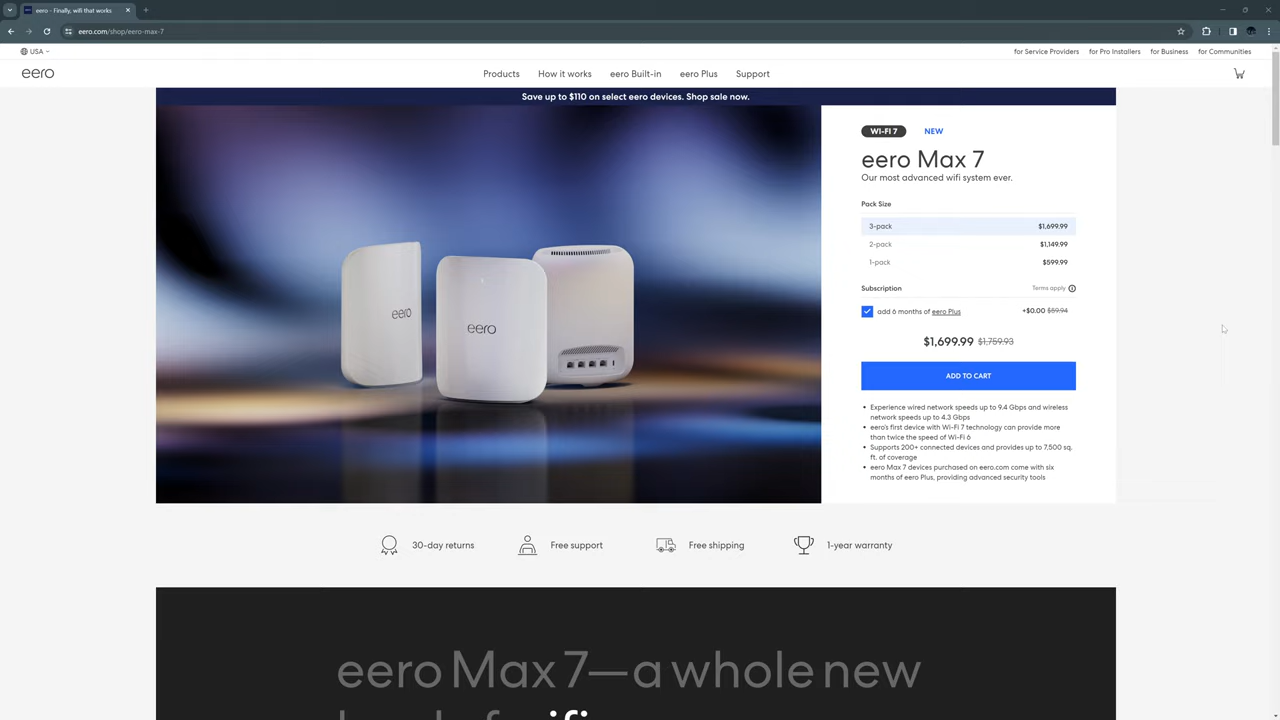 eero - Finally, wifi that works
eero.com/shop/eero-max-7
USA
for Service Providers
for Pro Installers
for Business
for Communities
eero
Products
How it works
eero Built-in
eero Plus
Support
Save up to $110 on select eero devices. Shop sale now.
eero
eero
WI-FI 7
NEW
eero Max 7
Our most advanced wifi system ever.
Pack Size
3-pack $1,699.99
2-pack $1,149.99
1-pack $599.99
Subscription
Terms apply
add 6 months of eero Plus
+$0.00 $59.94
$1,699.99 $1,759.93
ADD TO CART
• Experience wired network speeds up to 9.4 Gbps and wireless
network speeds up to 4.3 Gbps
• eero's first device with Wi-Fi 7 technology can provide more
than twice the speed of Wi-Fi 6
• Supports 200+ connected devices and provides up to 7,500 sq.
ft. of coverage
• eero Max 7 devices purchased on eero.com come with six
months of eero Plus, providing advanced security tools
30-day returns
Free support
Free shipping
1-year warranty
eero Max 7—a whole new